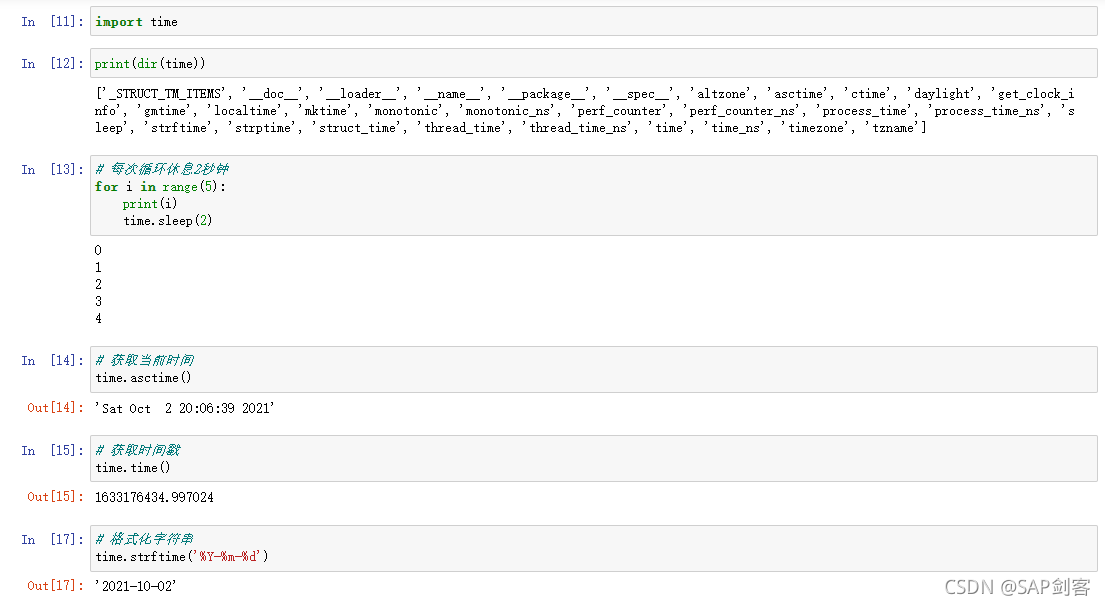 In [11]: import time
In [12]: print(dir(time))
['_STRUCT_TM_ITEMS', '__doc__', '__loader__', '__name__', '__package__', '__spec__', 'altzone', 'asctime', 'ctime', 'daylight', 'get_clock_i
nfo', 'gmtime', 'localtime', 'mktime', 'monotonic', 'monotonic_ns', 'perf_counter', 'perf_counter_ns', 'process_time', 'process_time_ns', 's
leep', 'strftime', 'strptime', 'struct_time', 'thread_time', 'thread_time_ns', 'time', 'time_ns', 'timezone', 'tzname']
In [13]: # 每次循环休息2秒钟
for i in range(5):
    print(i)
    time.sleep(2)
0
1
2
3
4
In [14]: # 获取当前时间
time.asctime()
Out[14]: 'Sat Oct  2 20:06:39 2021'
In [15]: # 获取时间戳
time.time()
Out[15]: 1633176434.997024
In [17]: # 格式化字符串
time.strftime('%Y-%m-%d')
Out[17]: '2021-10-02'
CSDN @SAP剑客